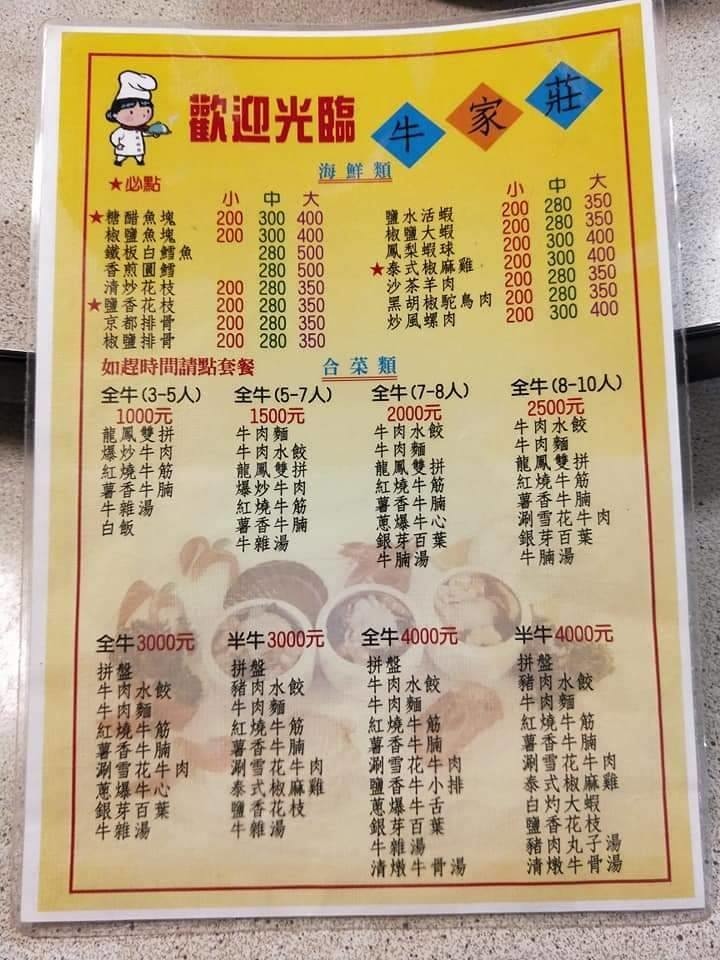 歡迎光臨 牛家莊
海鮮類
★必點
小 中 大
★糖醋魚塊 200 300 400
椒鹽魚塊 200 300 400
鐵板白鱈魚 280 500
香煎圓鱈 280 500
清炒花枝 200 280 350
★鹽香花枝 200 280 350
京都排骨 200 280 350
椒鹽排骨 200 280 350
小 中 大
鹽水活蝦 200 280 350
椒鹽大蝦 200 280 350
鳳梨蝦球 200 300 400
★泰式椒麻雞 200 300 400
沙茶羊肉 200 280 350
黑胡椒駝鳥肉 200 280 350
炒風螺肉 200 300 400
如趕時間請點套餐
合菜類
全牛(3-5人)
1000元
龍鳳雙拼
爆炒牛肉
紅燒牛筋
薯香牛腩
牛雜湯
白飯
全牛(5-7人)
1500元
牛肉麵
牛肉水餃
龍鳳雙拼
爆炒牛肉
紅燒牛筋
薯香牛腩
牛雜湯
全牛(7-8人)
2000元
牛肉水餃
牛肉麵
龍鳳雙拼
紅燒牛筋
薯香牛腩
蔥爆牛心
銀芽百葉
牛腩湯
全牛(8-10人)
2500元
牛肉水餃
牛肉麵
龍鳳雙拼
紅燒牛筋
薯香牛腩
涮雪花牛肉
銀芽百葉
牛腩湯
全牛3000元
拼盤
牛肉水餃
牛肉麵
紅燒牛筋
薯香牛腩
涮雪花牛肉
蔥爆牛心
銀芽百葉
牛雜湯
半牛3000元
拼盤
豬肉水餃
牛肉麵
紅燒牛筋
薯香牛腩
涮雪花牛肉
泰式椒麻雞
鹽香花枝
牛雜湯
全牛4000元
拼盤
牛肉水餃
牛肉麵
紅燒牛筋
薯香牛腩
涮雪花牛肉
香煎牛小排
蔥爆牛舌
銀芽百葉
牛雜湯
清燉牛骨湯
半牛4000元
拼盤
豬肉水餃
牛肉麵
紅燒牛筋
薯香牛腩
涮雪花牛肉
泰式椒麻雞
白灼大蝦
鹽香花枝
豬肉丸子湯
清燉牛骨湯